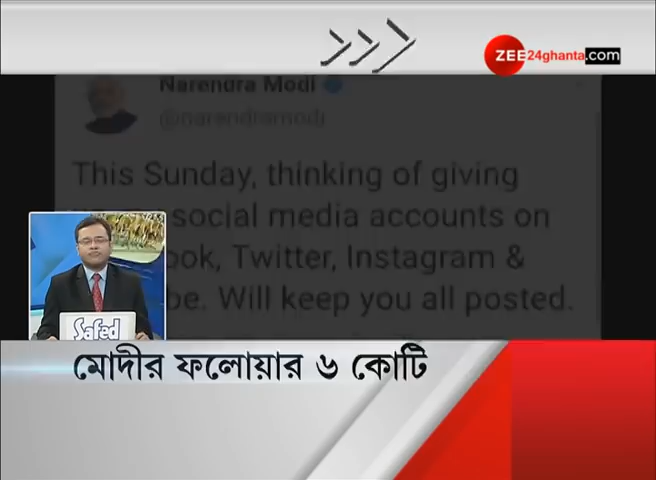 ZEE24ghanta.com
Narendra Modi
@narendramodi
This Sunday, thinking of giving
social media accounts on
ook, Twitter, Instagram &
be. Will keep you all posted.
Safed
মোদীর ফলোয়ার ৬ কোটি